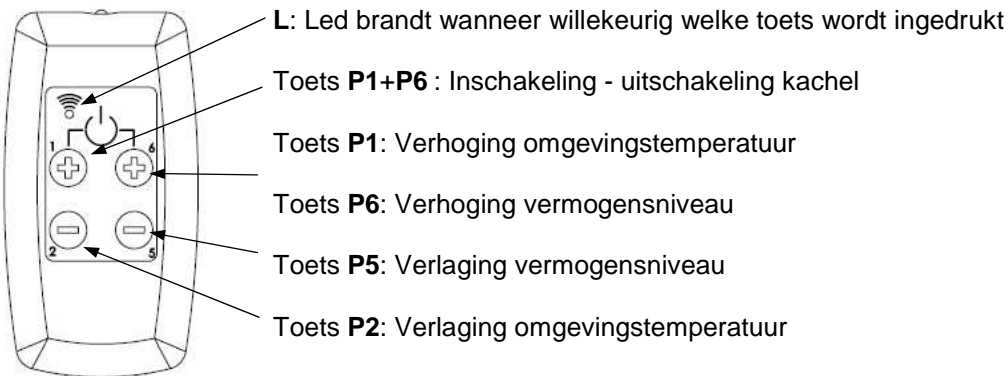 L: Led brandt wanneer willekeurig welke toets wordt ingedrukt
Toets P1+P6 : Inschakeling - uitschakeling kachel
1 6
Toets P1: Verhoging omgevingstemperatuur
Toets P6: Verhoging vermogensniveau
2 5
Toets P5: Verlaging vermogensniveau
Toets P2: Verlaging omgevingstemperatuur